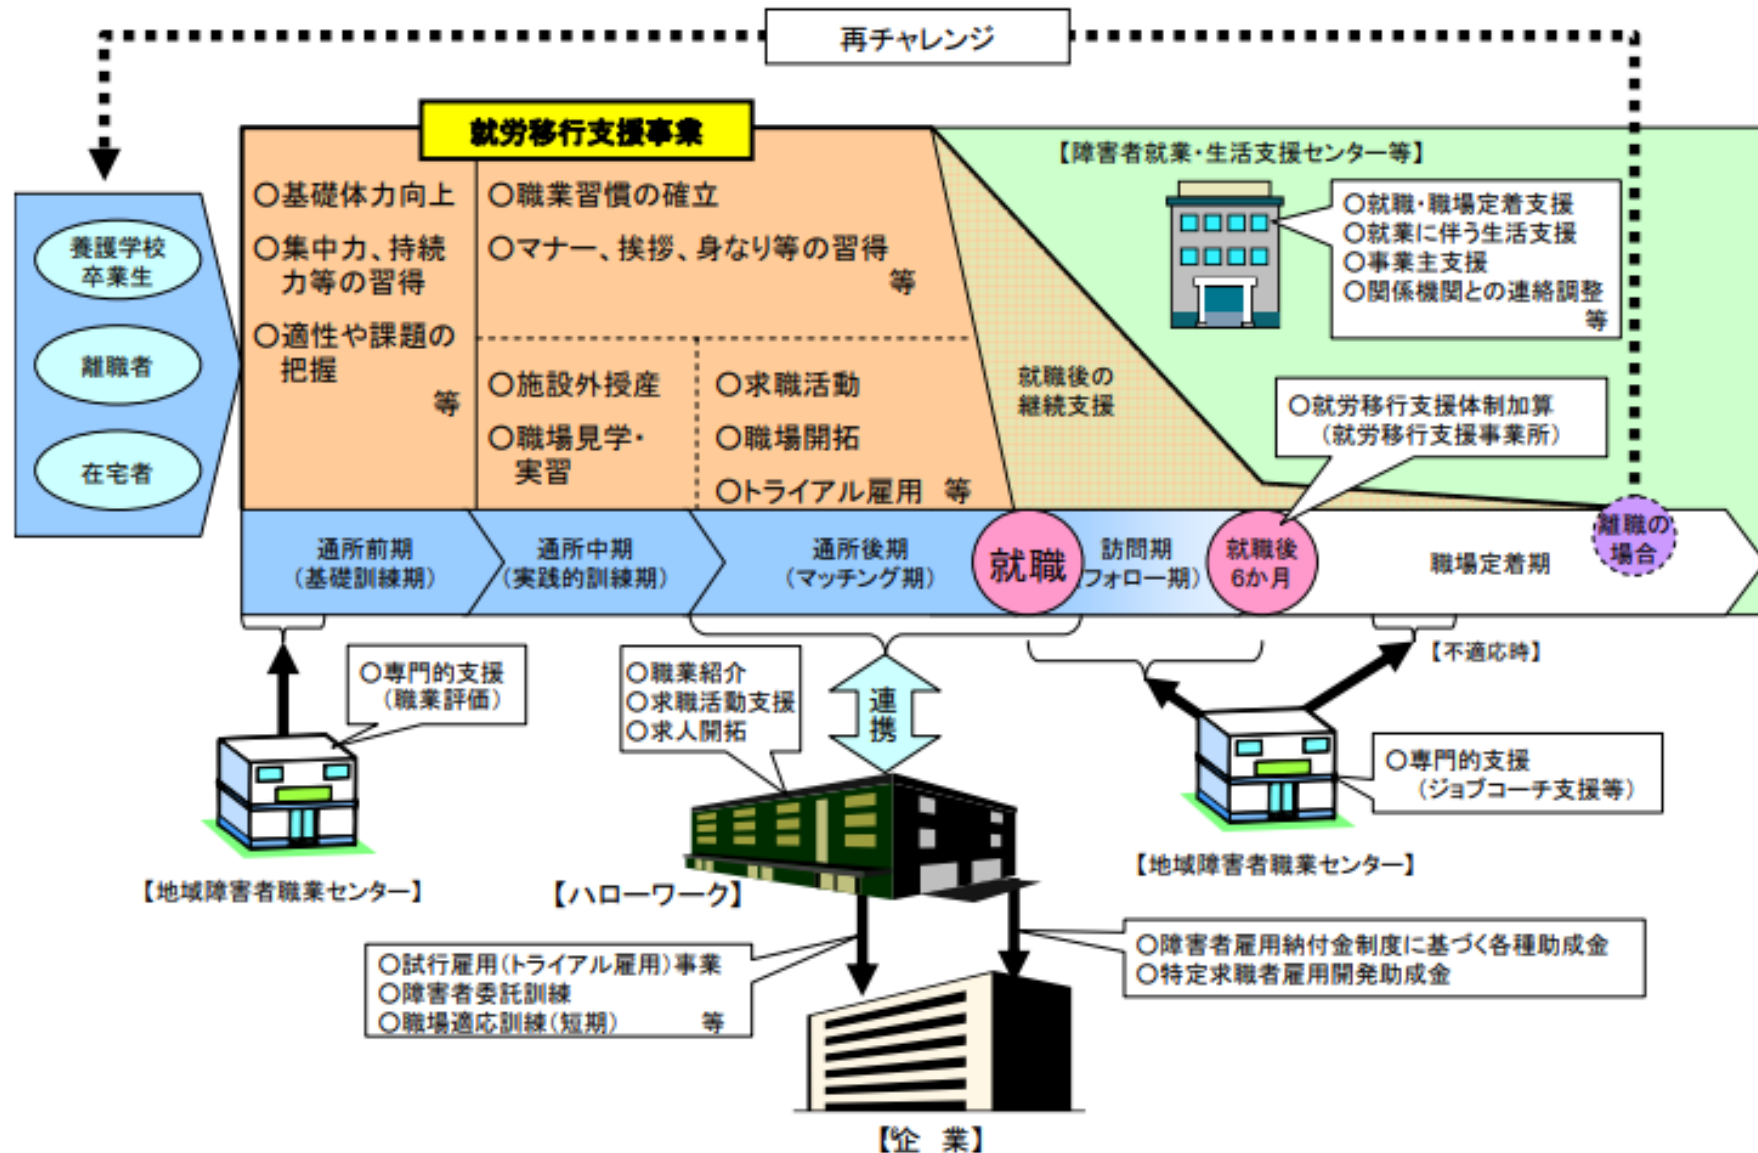 再チャレンジ
就労移行支援事業
養護学校
卒業生
離職者
在宅者
○基礎体力向上
○集中力、持続
力等の習得
○適性や課題の
把握
等
○職業習慣の確立
○マナー、挨拶、身なり等の習得
等
○施設外授産
○職場見学・
実習
○求職活動
○職場開拓
○トライアル雇用 等
就職後の
継続支援
【障害者就業・生活支援センター等】
○就職・職場定着支援
○就業に伴う生活支援
○事業主支援
○関係機関との連絡調整
等
○就労移行支援体制加算
（就労移行支援事業所）
通所前期
（基礎訓練期）
通所中期
（実践的訓練期）
通所後期
（マッチング期）
就職
訪問期
（フォロー期）
就職後
6か月
職場定着期
離職の
場合
○専門的支援
（職業評価）
【地域障害者職業センター】
○職業紹介
○求職活動支援
○求人開拓
連
携
【ハローワーク】
【不適応時】
○専門的支援
（ジョブコーチ支援等）
【地域障害者職業センター】
○試行雇用（トライアル雇用）事業
○障害者委託訓練
○職場適応訓練（短期） 等
○障害者雇用納付金制度に基づく各種助成金
○特定求職者雇用開発助成金
【企 業】
6